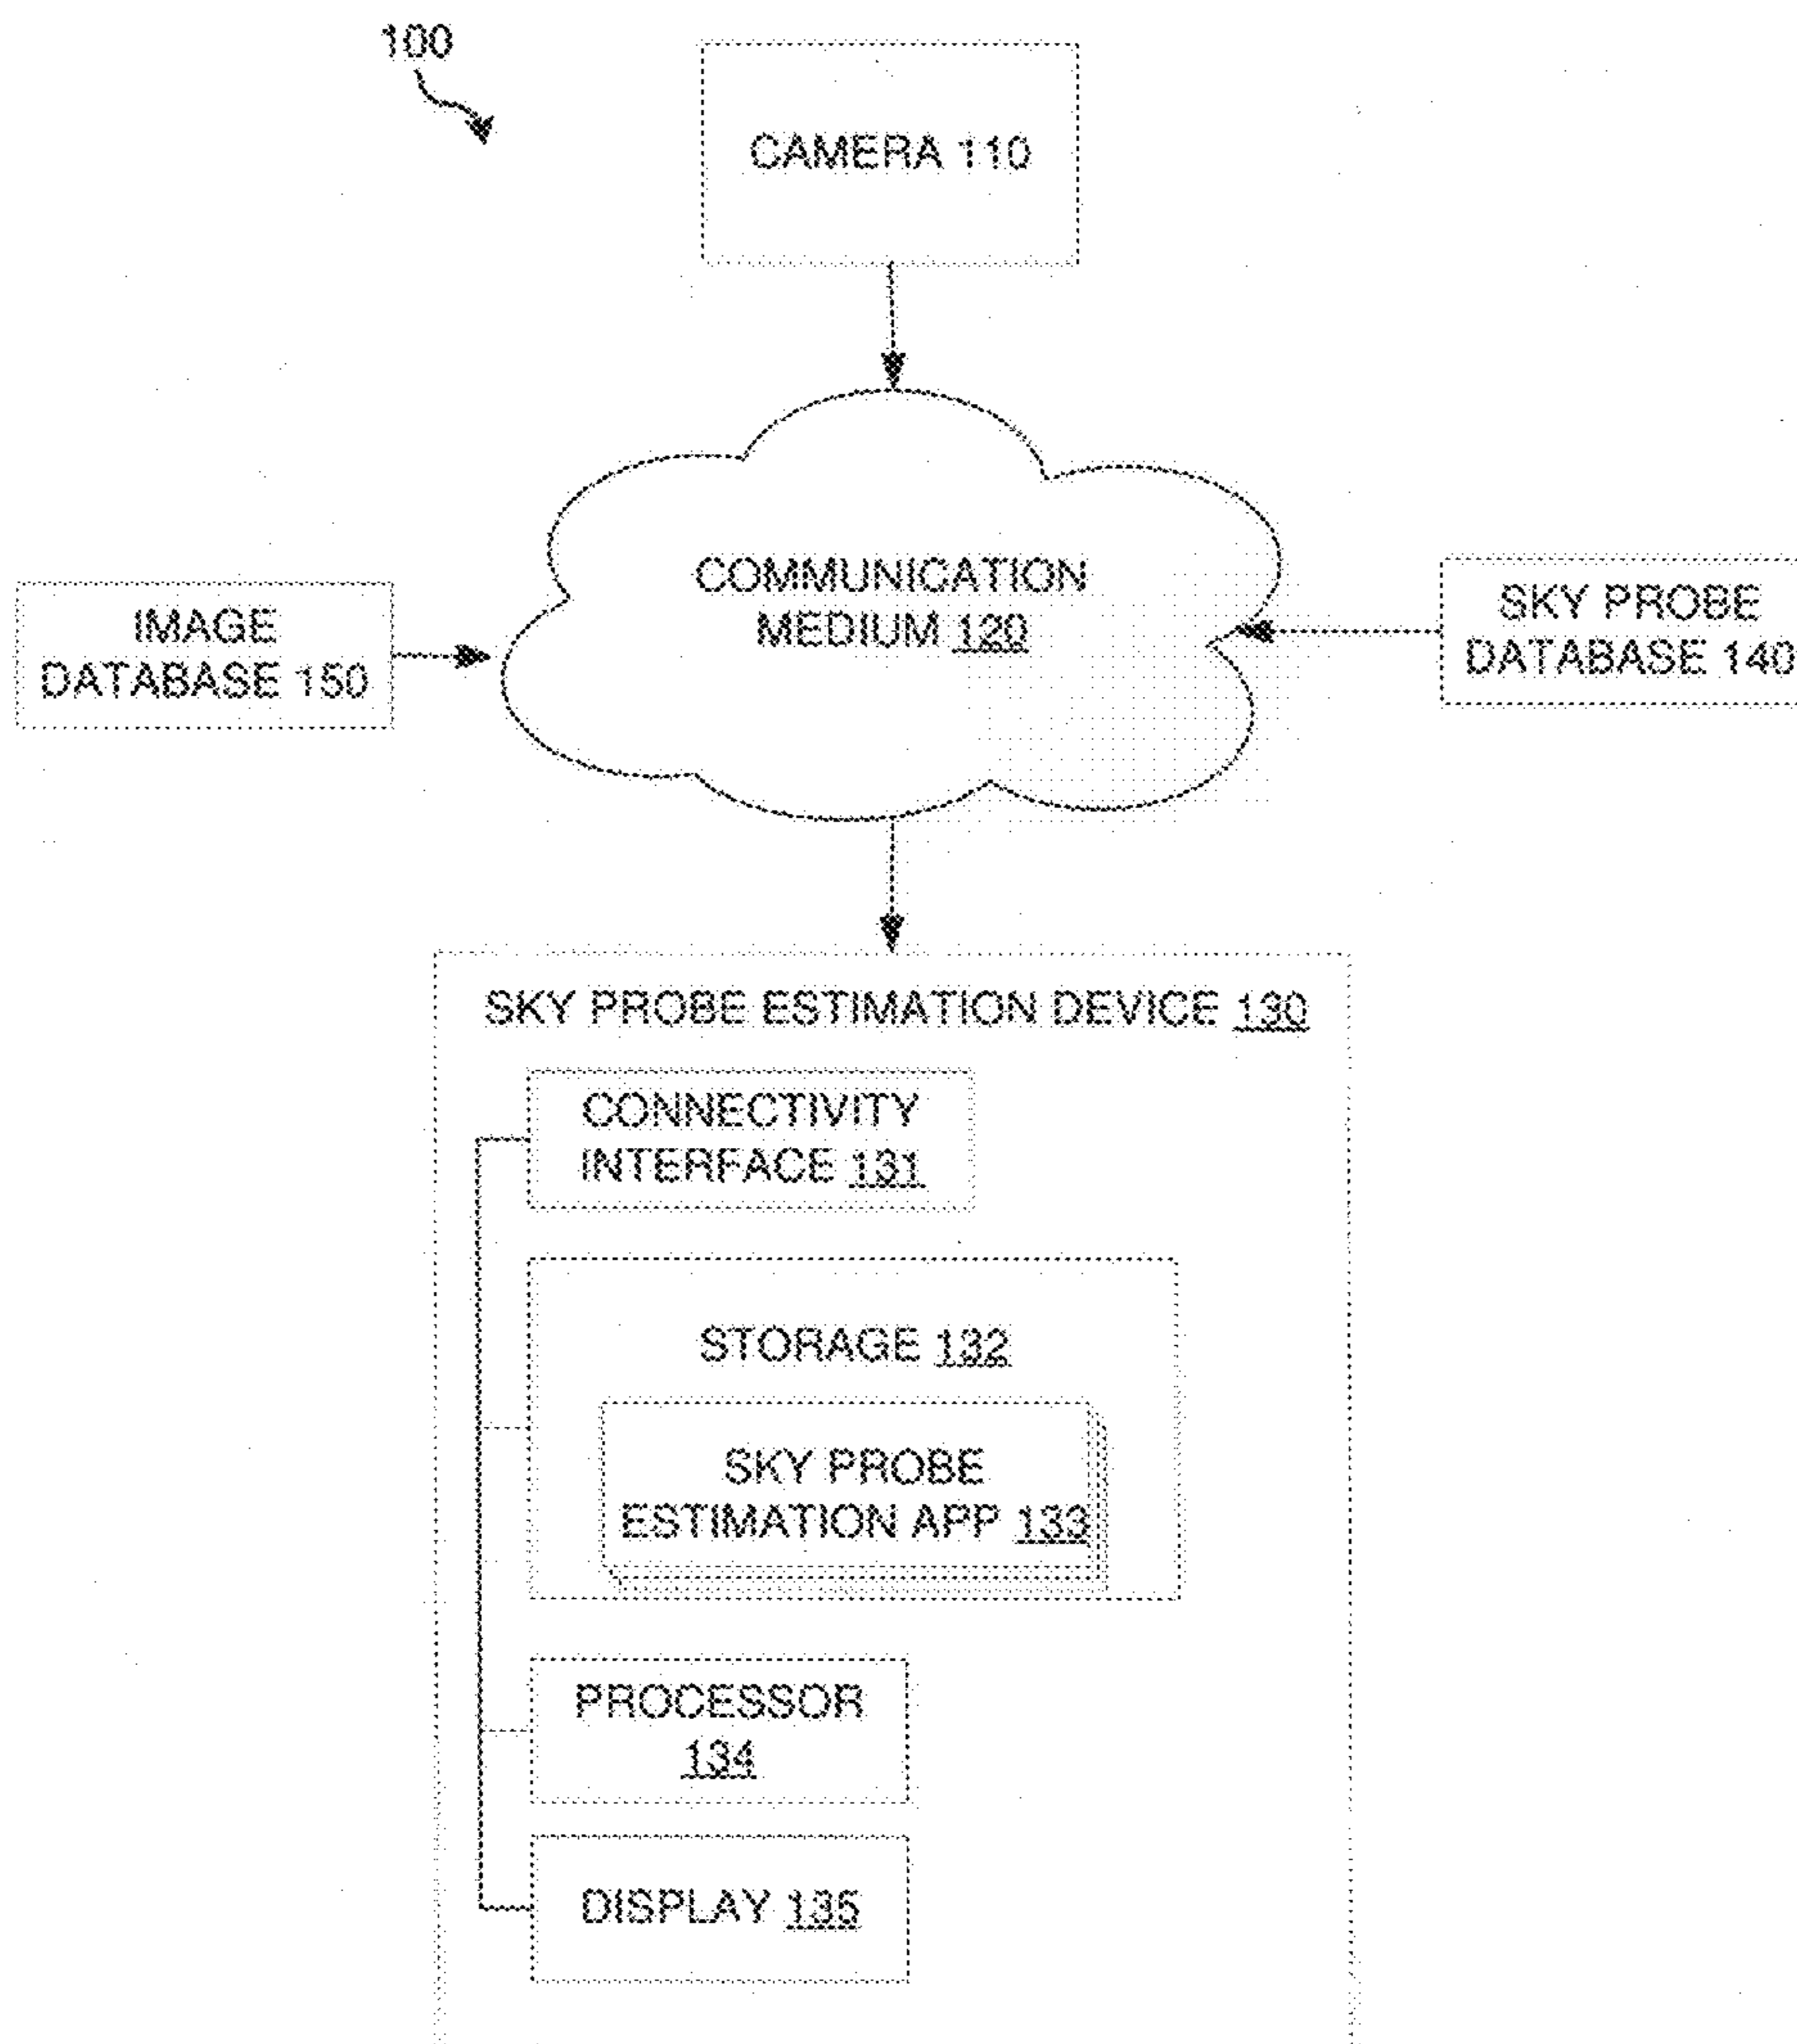 100
CAMERA 110
COMMUNICATION
MEDIUM 120
IMAGE
DATABASE 150
SKY PROBE
DATABASE 140
SKY PROBE ESTIMATION DEVICE 130
CONNECTIVITY
INTERFACE 131
STORAGE 132
SKY PROBE
ESTIMATION APP 133
PROCESSOR
134
DISPLAY 135